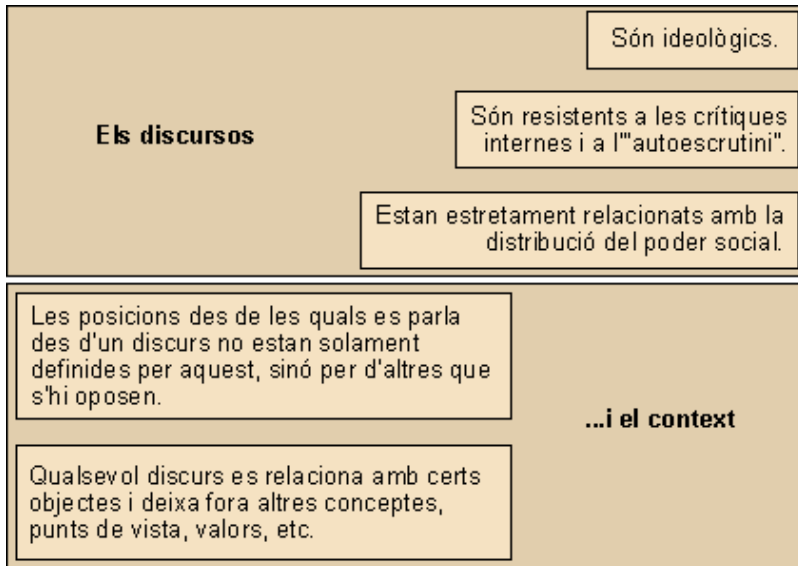 Són ideològics.
Els discursos
Són resistents a les crítiques
internes i a l'"autoescrutini".
Estan estretament relacionats amb la
distribució del poder social.
Les posicions des de les quals es parla
des d'un discurs no estan solament
definides per aquest, sinó per d'altres que
s'hi oposen.
...i el context
Qualsevol discurs es relaciona amb certs
objectes i deixa fora altres conceptes,
punts de vista, valors, etc.